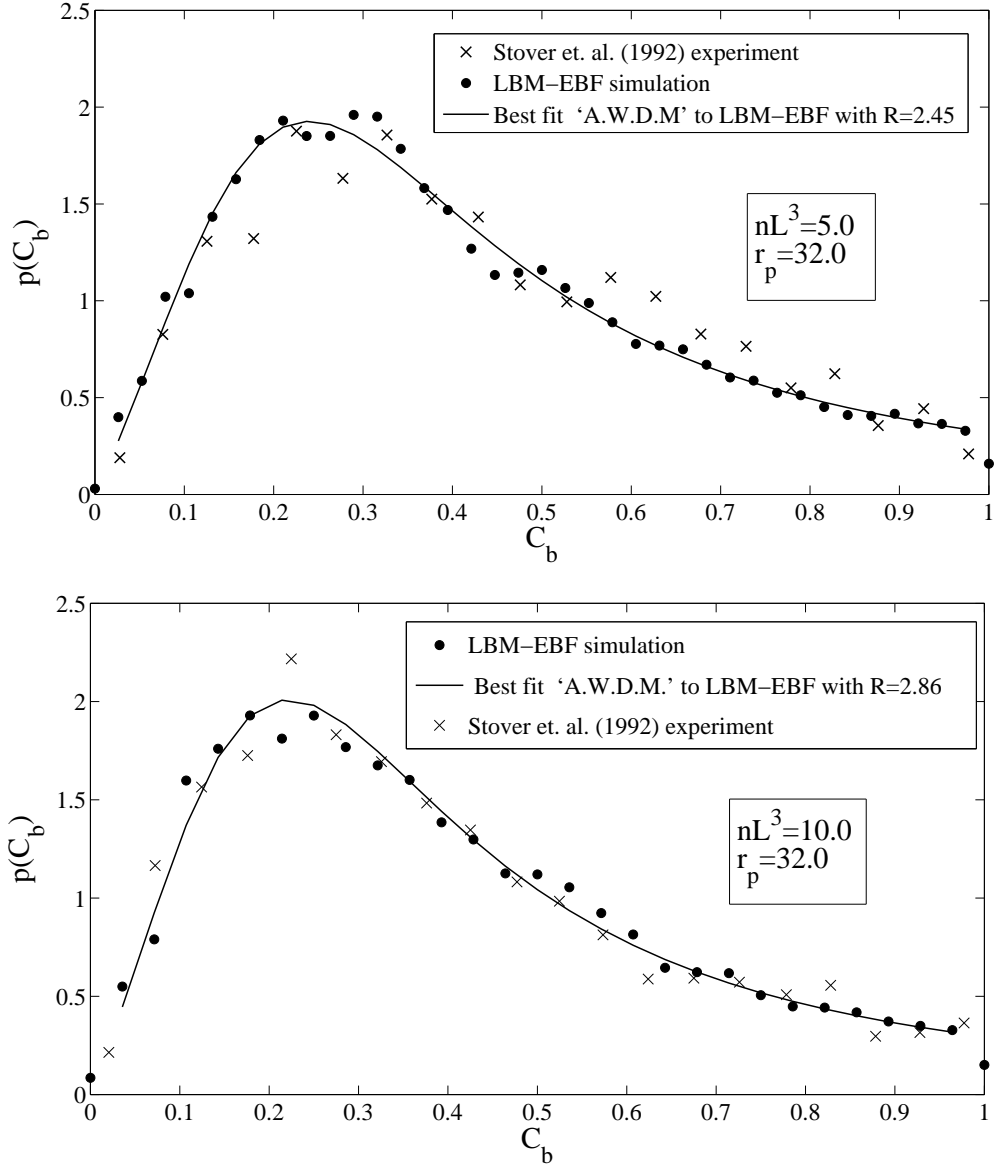 2.5
2
1.5
1
0.5
0
p(C_b)
× Stover et. al. (1992) experiment
● LBM−EBF simulation
Best fit ‘A.W.D.M’ to LBM−EBF with R=2.45
nL^3=5.0
r_p=32.0
0 0.1 0.2 0.3 0.4 0.5 0.6 0.7 0.8 0.9 1
C_b
2.5
2
1.5
1
0.5
0
p(C_b)
● LBM−EBF simulation
Best fit ‘A.W.D.M.’ to LBM−EBF with R=2.86
× Stover et. al. (1992) experiment
nL^3=10.0
r_p=32.0
0 0.1 0.2 0.3 0.4 0.5 0.6 0.7 0.8 0.9 1
C_b